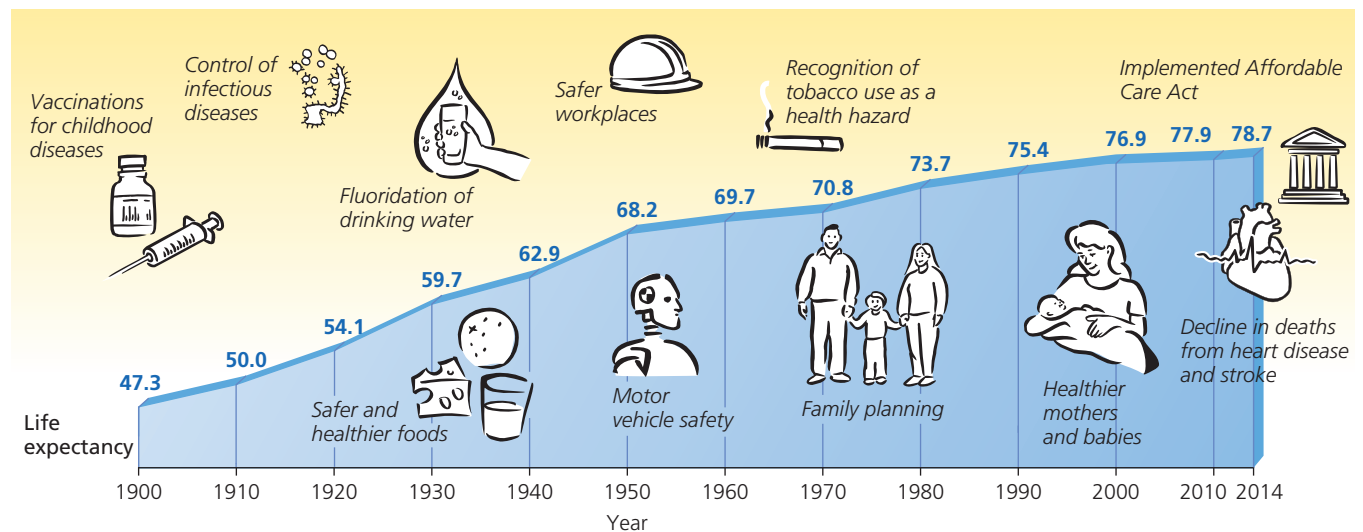 Vaccinations
for childhood
diseases
Control of
infectious
diseases
Fluoridation of
drinking water
Safer
workplaces
Recognition of
tobacco use as a
health hazard
Implemented Affordable
Care Act
47.3
50.0
54.1
59.7
62.9
68.2
69.7
70.8
73.7
75.4
76.9
77.9
78.7
Safer and
healthier foods
Motor
vehicle safety
Family planning
Healthier
mothers
and babies
Decline in deaths
from heart disease
and stroke
Life
expectancy
1900 1910 1920 1930 1940 1950 1960 1970 1980 1990 2000 2010 2014
Year